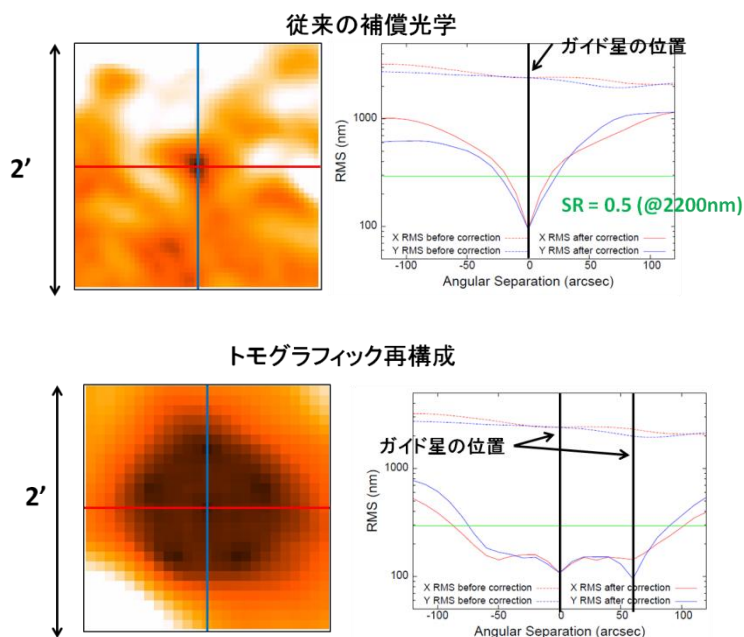 従来の補償光学
2’
ガイド星の位置
1000
100
RMS (nm)
SR = 0.5 (@2200nm)
X RMS before correction
Y RMS before correction
X RMS after correction
Y RMS after correction
-100
-50
0
50
100
Angular Separation (arcsec)
トモグラフィック再構成
2’
ガイド星の位置
1000
100
RMS (nm)
X RMS before correction
Y RMS before correction
X RMS after correction
Y RMS after correction
-100
-50
0
50
100
Angular Separation (arcsec)